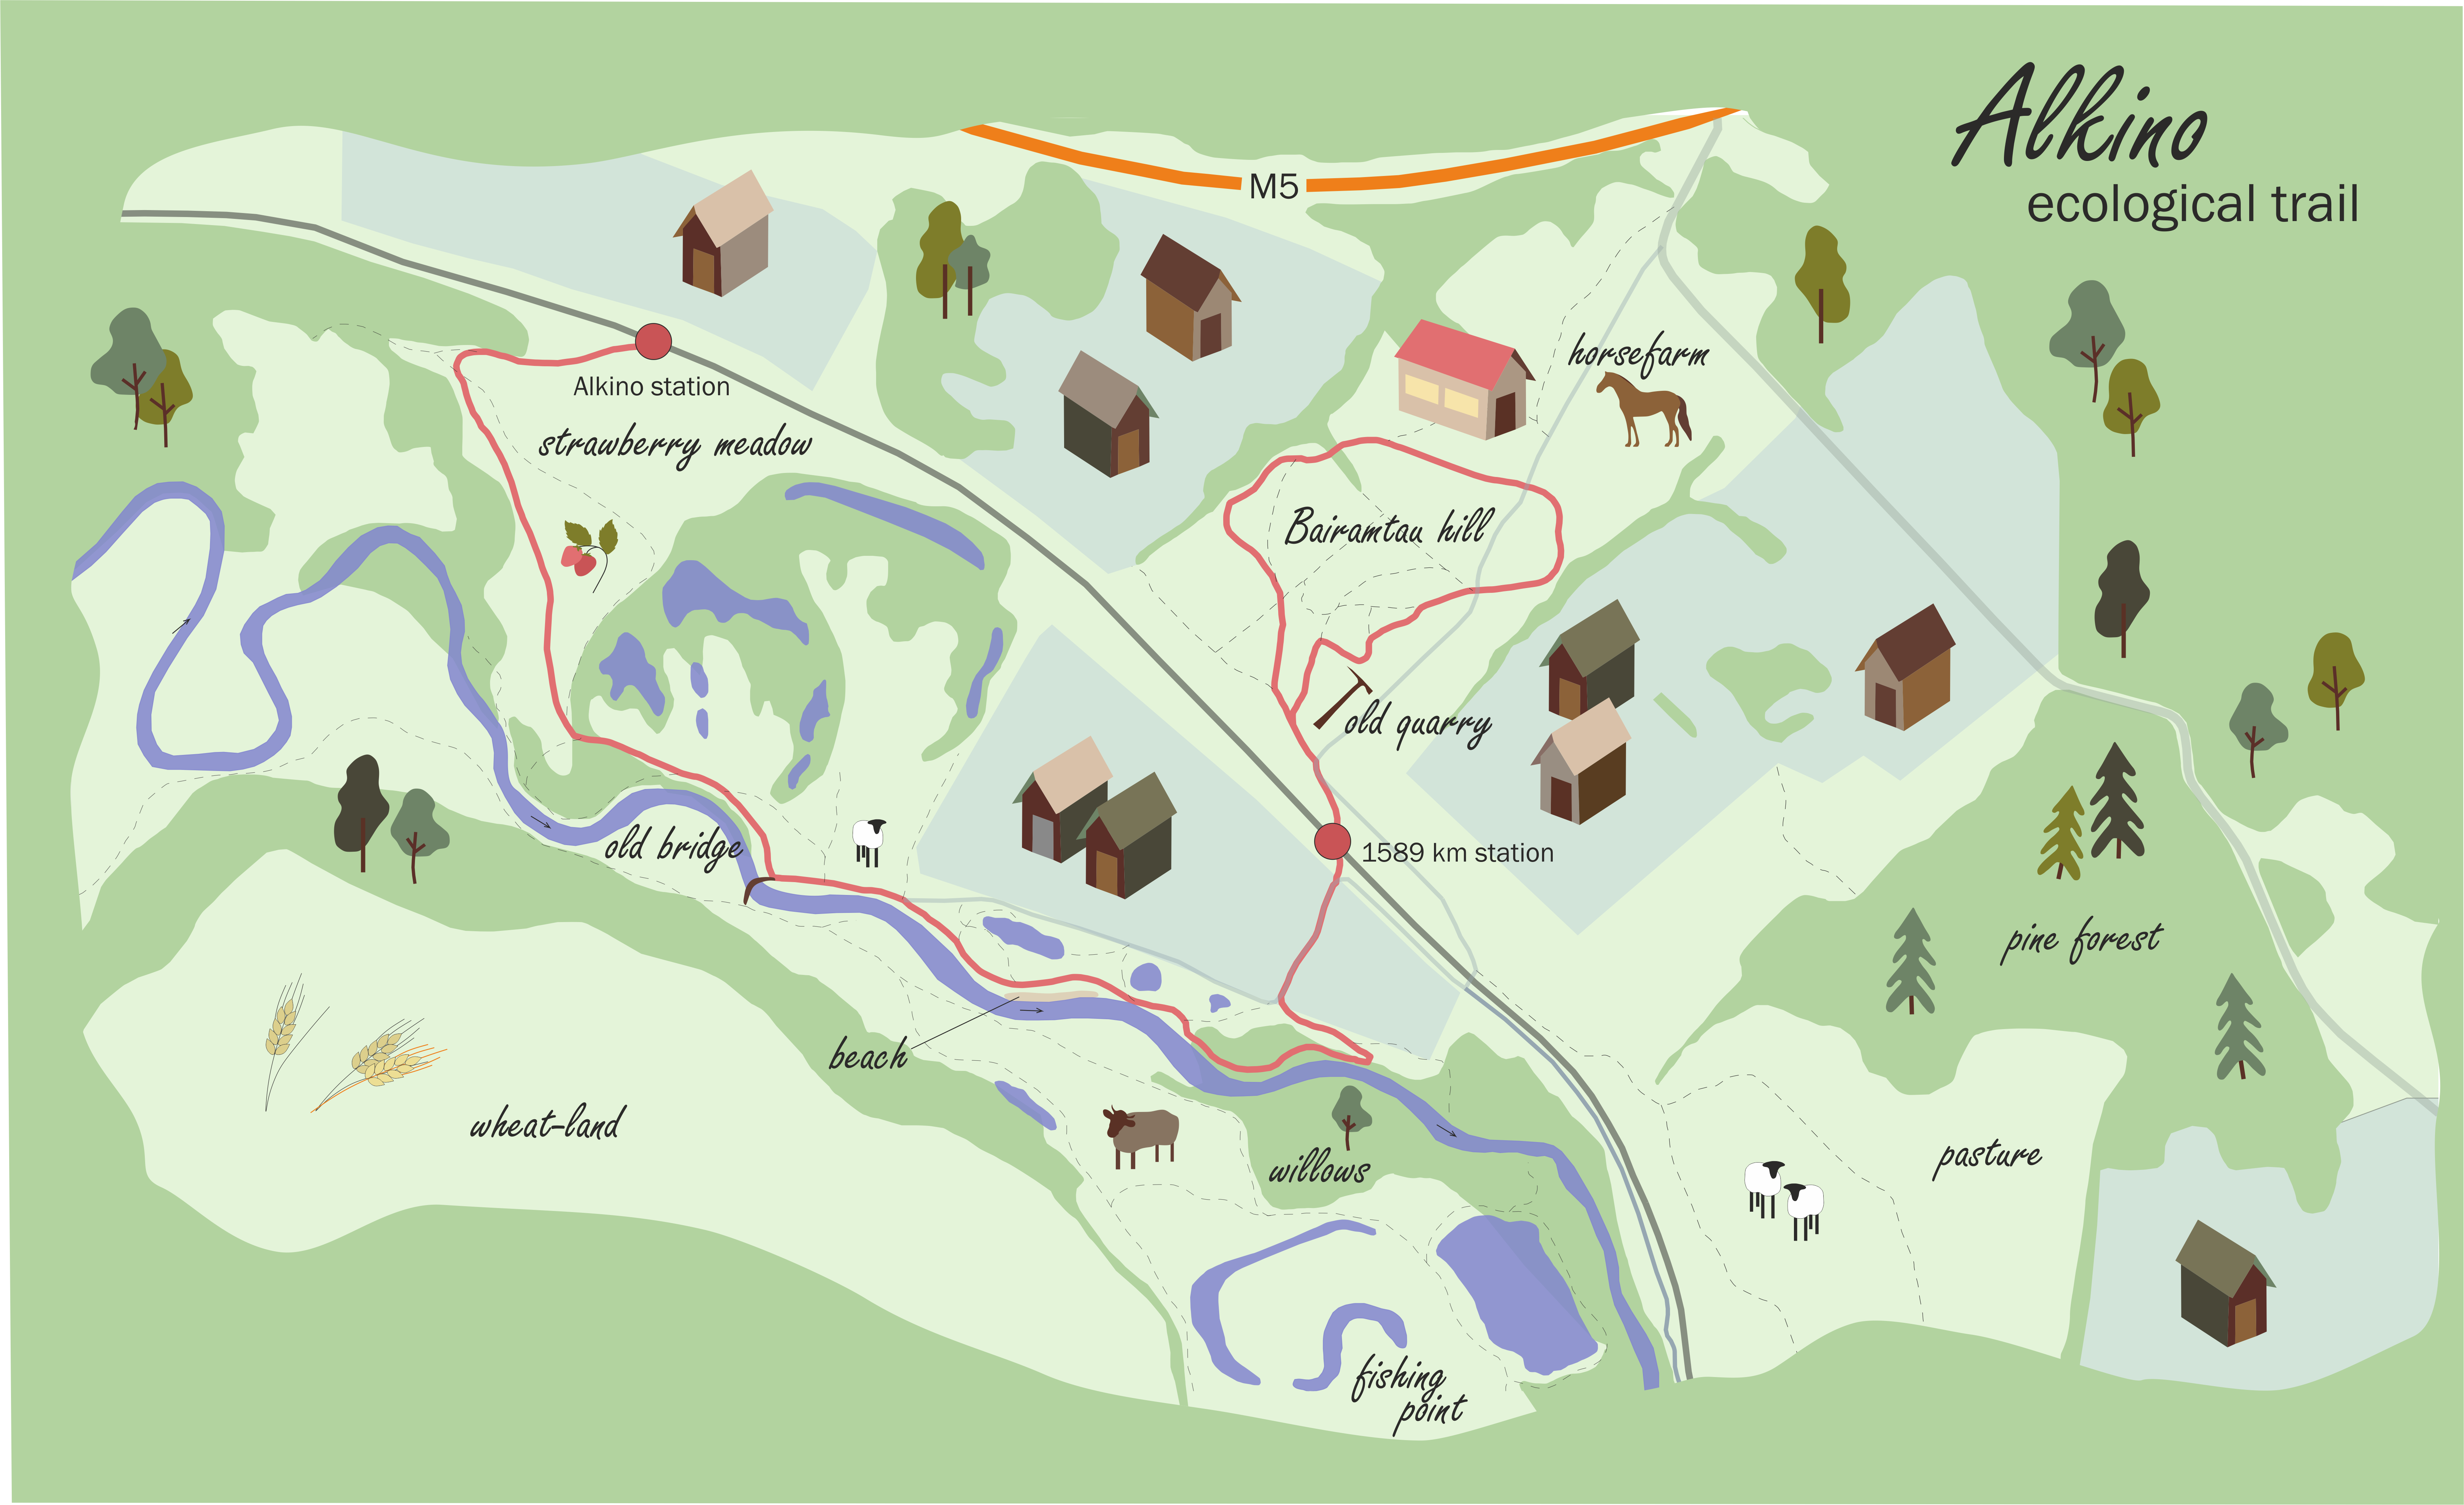 Alkino
ecological trail
M5
horsefarm
Alkino station
strawberry meadow
Bairamtau hill
old quarry
old bridge
1589 km station
pine forest
beach
wheat-land
willows
pasture
fishing
point